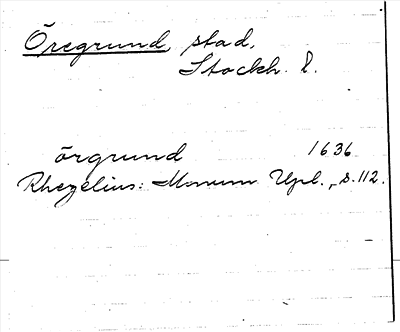 Öregrund, stad,
Stockh. l.
örgrund 1636
Rhezelius: Monum Upl., s. 112.